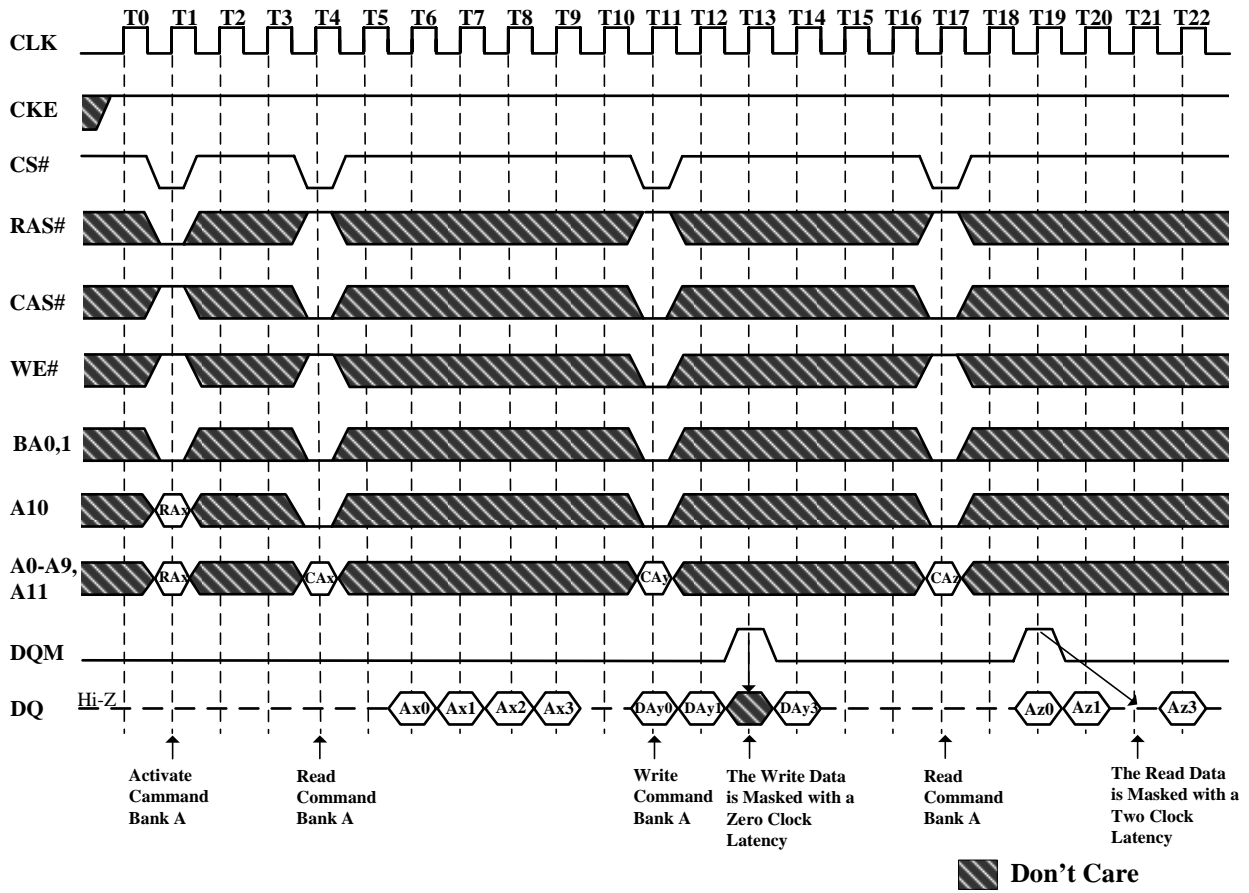 T0 T1 T2 T3 T4 T5 T6 T7 T8 T9 T10 T11 T12 T13 T14 T15 T16 T17 T18 T19 T20 T21 T22
CLK
CKE
CS#
RAS#
CAS#
WE#
BA0,1
A10
RAx
A0-A9,
A11
RAx CAx CAy CAz
DQM
DQ
Hi-Z
Ax0 Ax1 Ax2 Ax3 DAy0 DAy1 DAy3 Az0 Az1 Az3
Activate
Cammand
Bank A
Read
Command
Bank A
Write
Command
Bank A
The Write Data
is Masked with a
Zero Clock
Latency
Read
Command
Bank A
The Read Data
is Masked with a
Two Clock
Latency
Don't Care